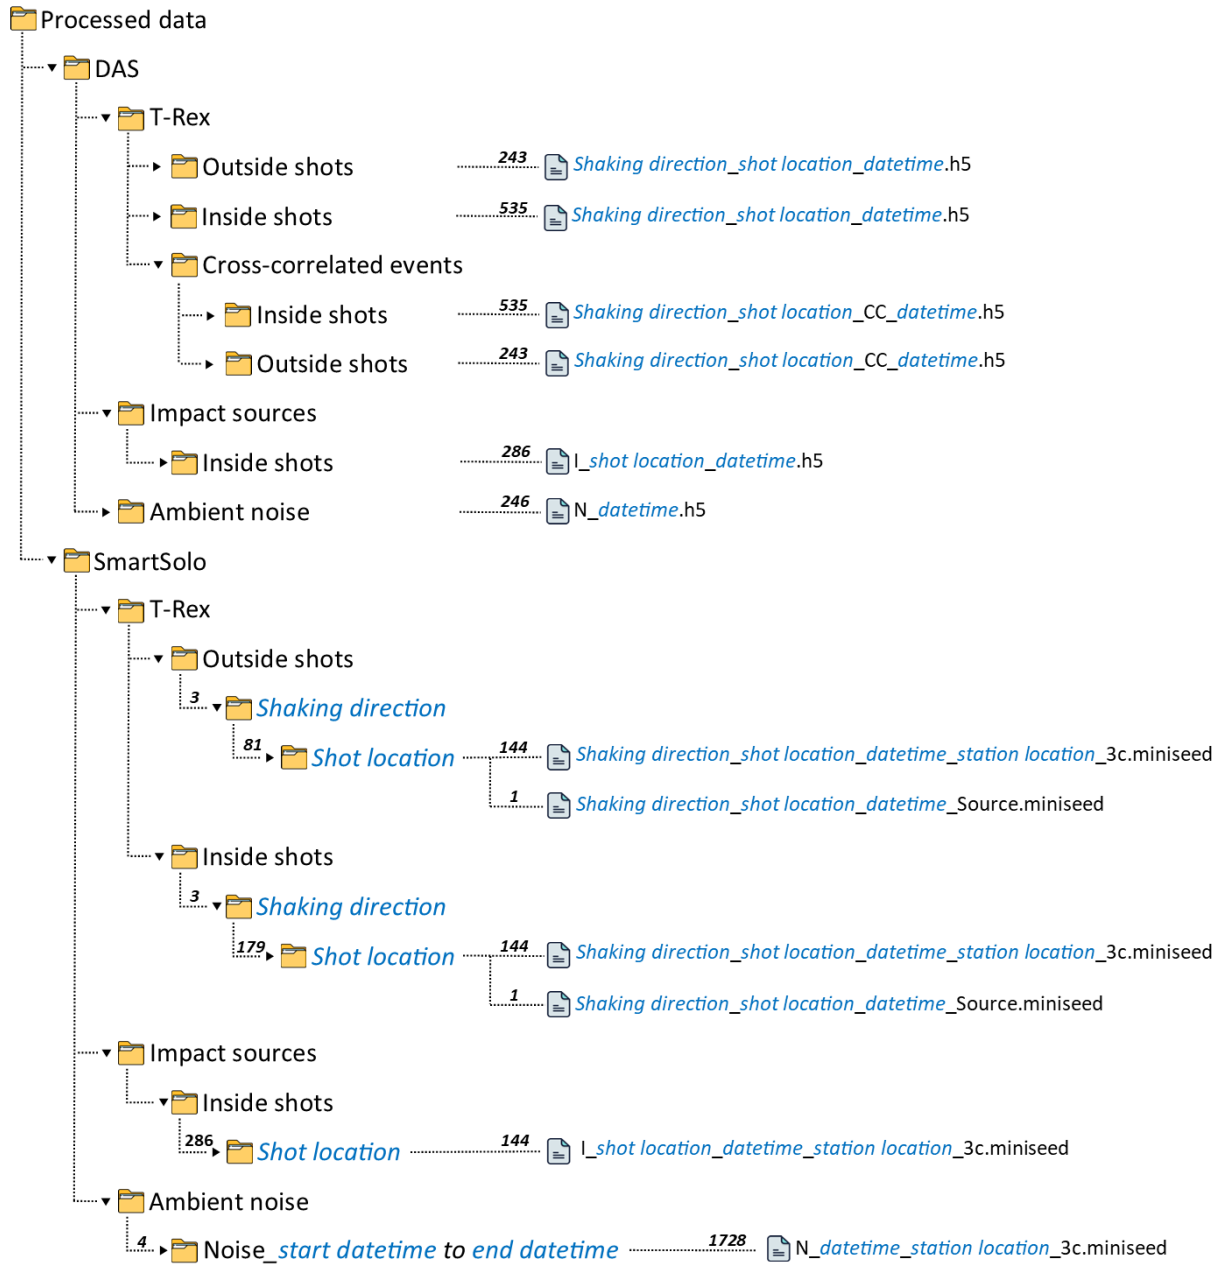 Processed data
DAS
T-Rex
Outside shots 243 Shaking direction_shot location_datetime.h5
Inside shots 535 Shaking direction_shot location_datetime.h5
Cross-correlated events
Inside shots 535 Shaking direction_shot location_CC_datetime.h5
Outside shots 243 Shaking direction_shot location_CC_datetime.h5
Impact sources
Inside shots 286 I_shot location_datetime.h5
Ambient noise 246 N_datetime.h5
SmartSolo
T-Rex
Outside shots
3 Shaking direction
81 Shot location 144 Shaking direction_shot location_datetime_station location_3c.miniseed
1 Shaking direction_shot location_datetime_Source.miniseed
Inside shots
3 Shaking direction
179 Shot location 144 Shaking direction_shot location_datetime_station location_3c.miniseed
1 Shaking direction_shot location_datetime_Source.miniseed
Impact sources
Inside shots
286 Shot location 144 I_shot location_datetime_station location_3c.miniseed
Ambient noise
4 Noise_start datetime to end datetime 1728 N_datetime_station location_3c.miniseed